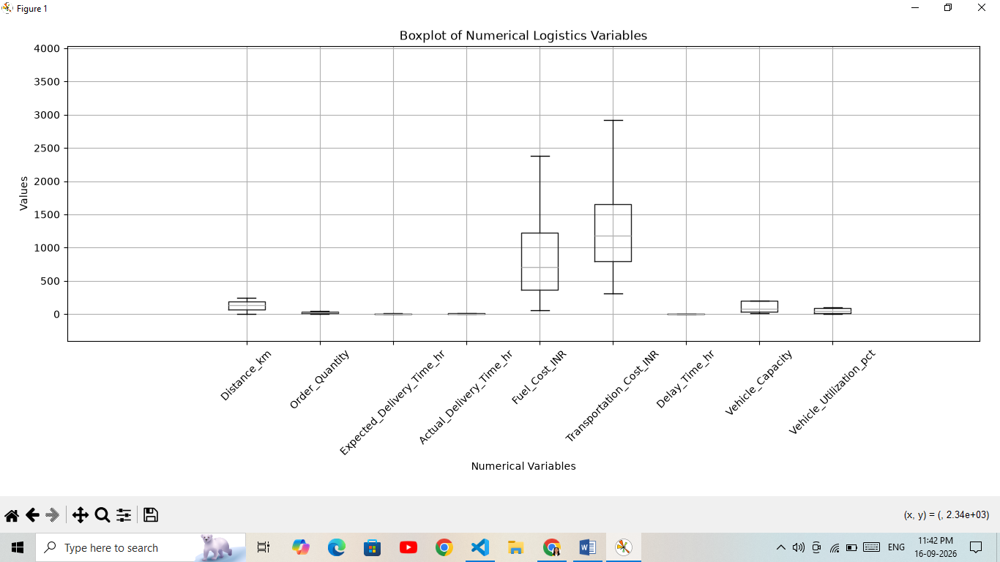 Figure 1
Boxplot of Numerical Logistics Variables
4000
3500
3000
2500
2000
1500
1000
500
0
Values
Distance_km
Order_Quantity
Expected_Delivery_Time_hr
Actual_Delivery_Time_hr
Fuel_Cost_INR
Transportation_Cost_INR
Delay_Time_hr
Vehicle_Capacity
Vehicle_Utilization_pct
Numerical Variables
(x, y) = (, 2.34e+03)
Type here to search
ENG
11:42 PM
16-09-2026